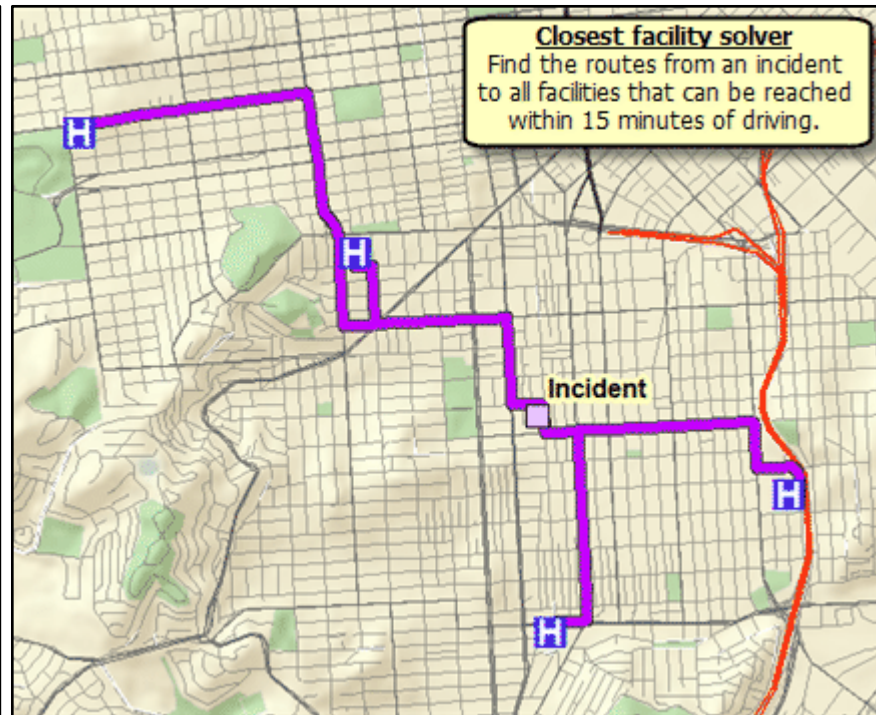 Closest facility solver
Find the routes from an incident
to all facilities that can be reached
within 15 minutes of driving.
H
H
Incident
H
H